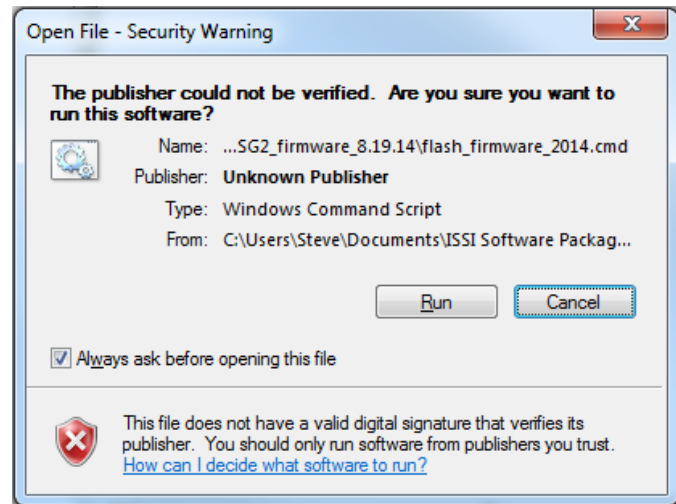 Open File - Security Warning
The publisher could not be verified.  Are you sure you want to
run this software?
Name: ...SG2_firmware_8.19.14\flash_firmware_2014.cmd
Publisher: Unknown Publisher
Type: Windows Command Script
From: C:\Users\Steve\Documents\ISSI Software Packag...
Run Cancel
Always ask before opening this file
This file does not have a valid digital signature that verifies its
publisher.  You should only run software from publishers you trust.
How can I decide what software to run?